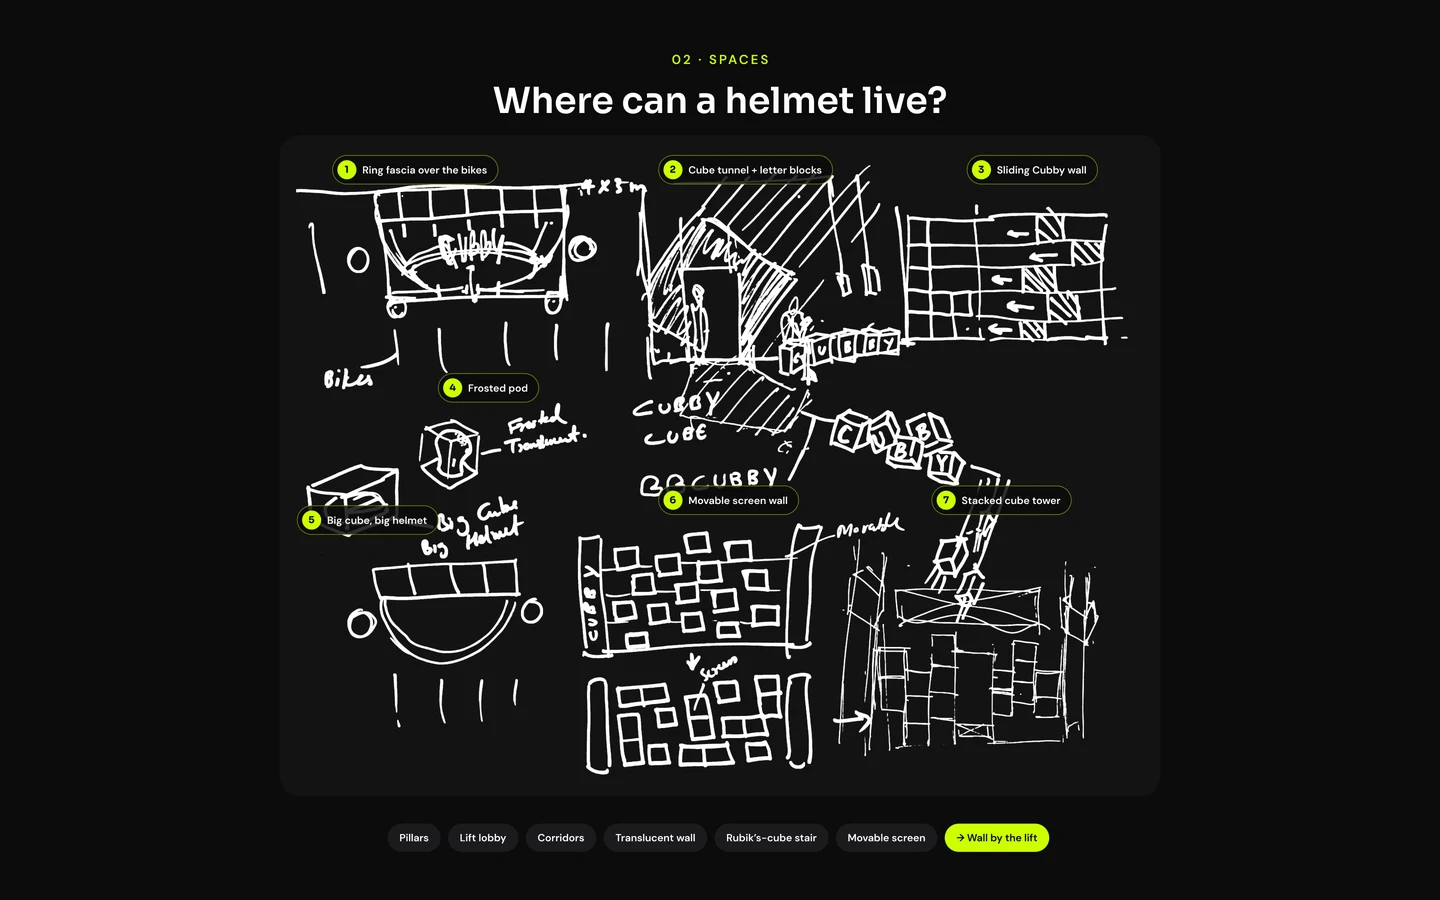 02 · SPACES
Where can a helmet live?
1 Ring fascia over the bikes
2 Cube tunnel + letter blocks
3 Sliding Cubby wall
CUBBY
Bikes
CUBBY
4 Frosted pod
Frosted
CUBBY
CUBE
CUBBY
CUBBY
5 Big cube, big helmet
Big Cube
Big Helmet
6 Movable screen wall
7 Stacked cube tower
Movable
CUBBY
Screen
Pillars
Lift lobby
Corridors
Translucent wall
Rubik’s-cube stair
Movable screen
→ Wall by the lift